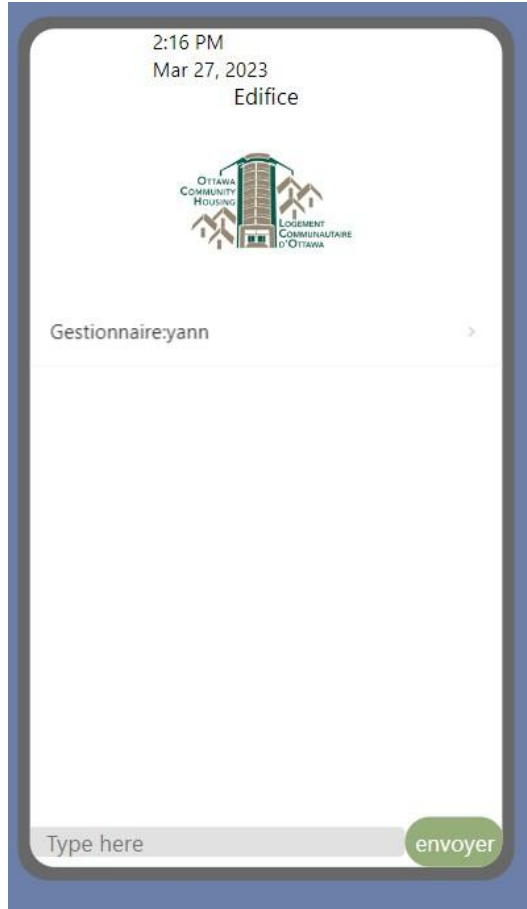 2:16 PM
Mar 27, 2023
Edifice
OTTAWA
COMMUNITY
HOUSING
LOGEMENT
COMMUNAUTAIRE
D'OTTAWA
Gestionnaire:yann
Type here
envoyer